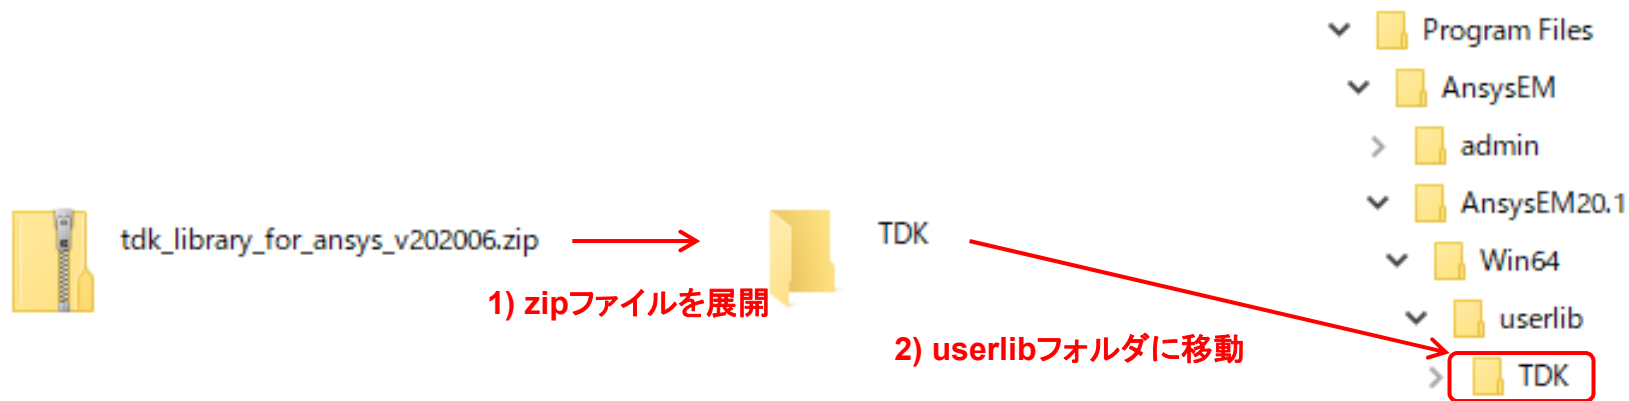 tdk_library_for_ansys_v202006.zip
1) zipファイルを展開
TDK
2) userlibフォルダに移動
Program Files
AnsysEM
admin
AnsysEM20.1
Win64
userlib
TDK